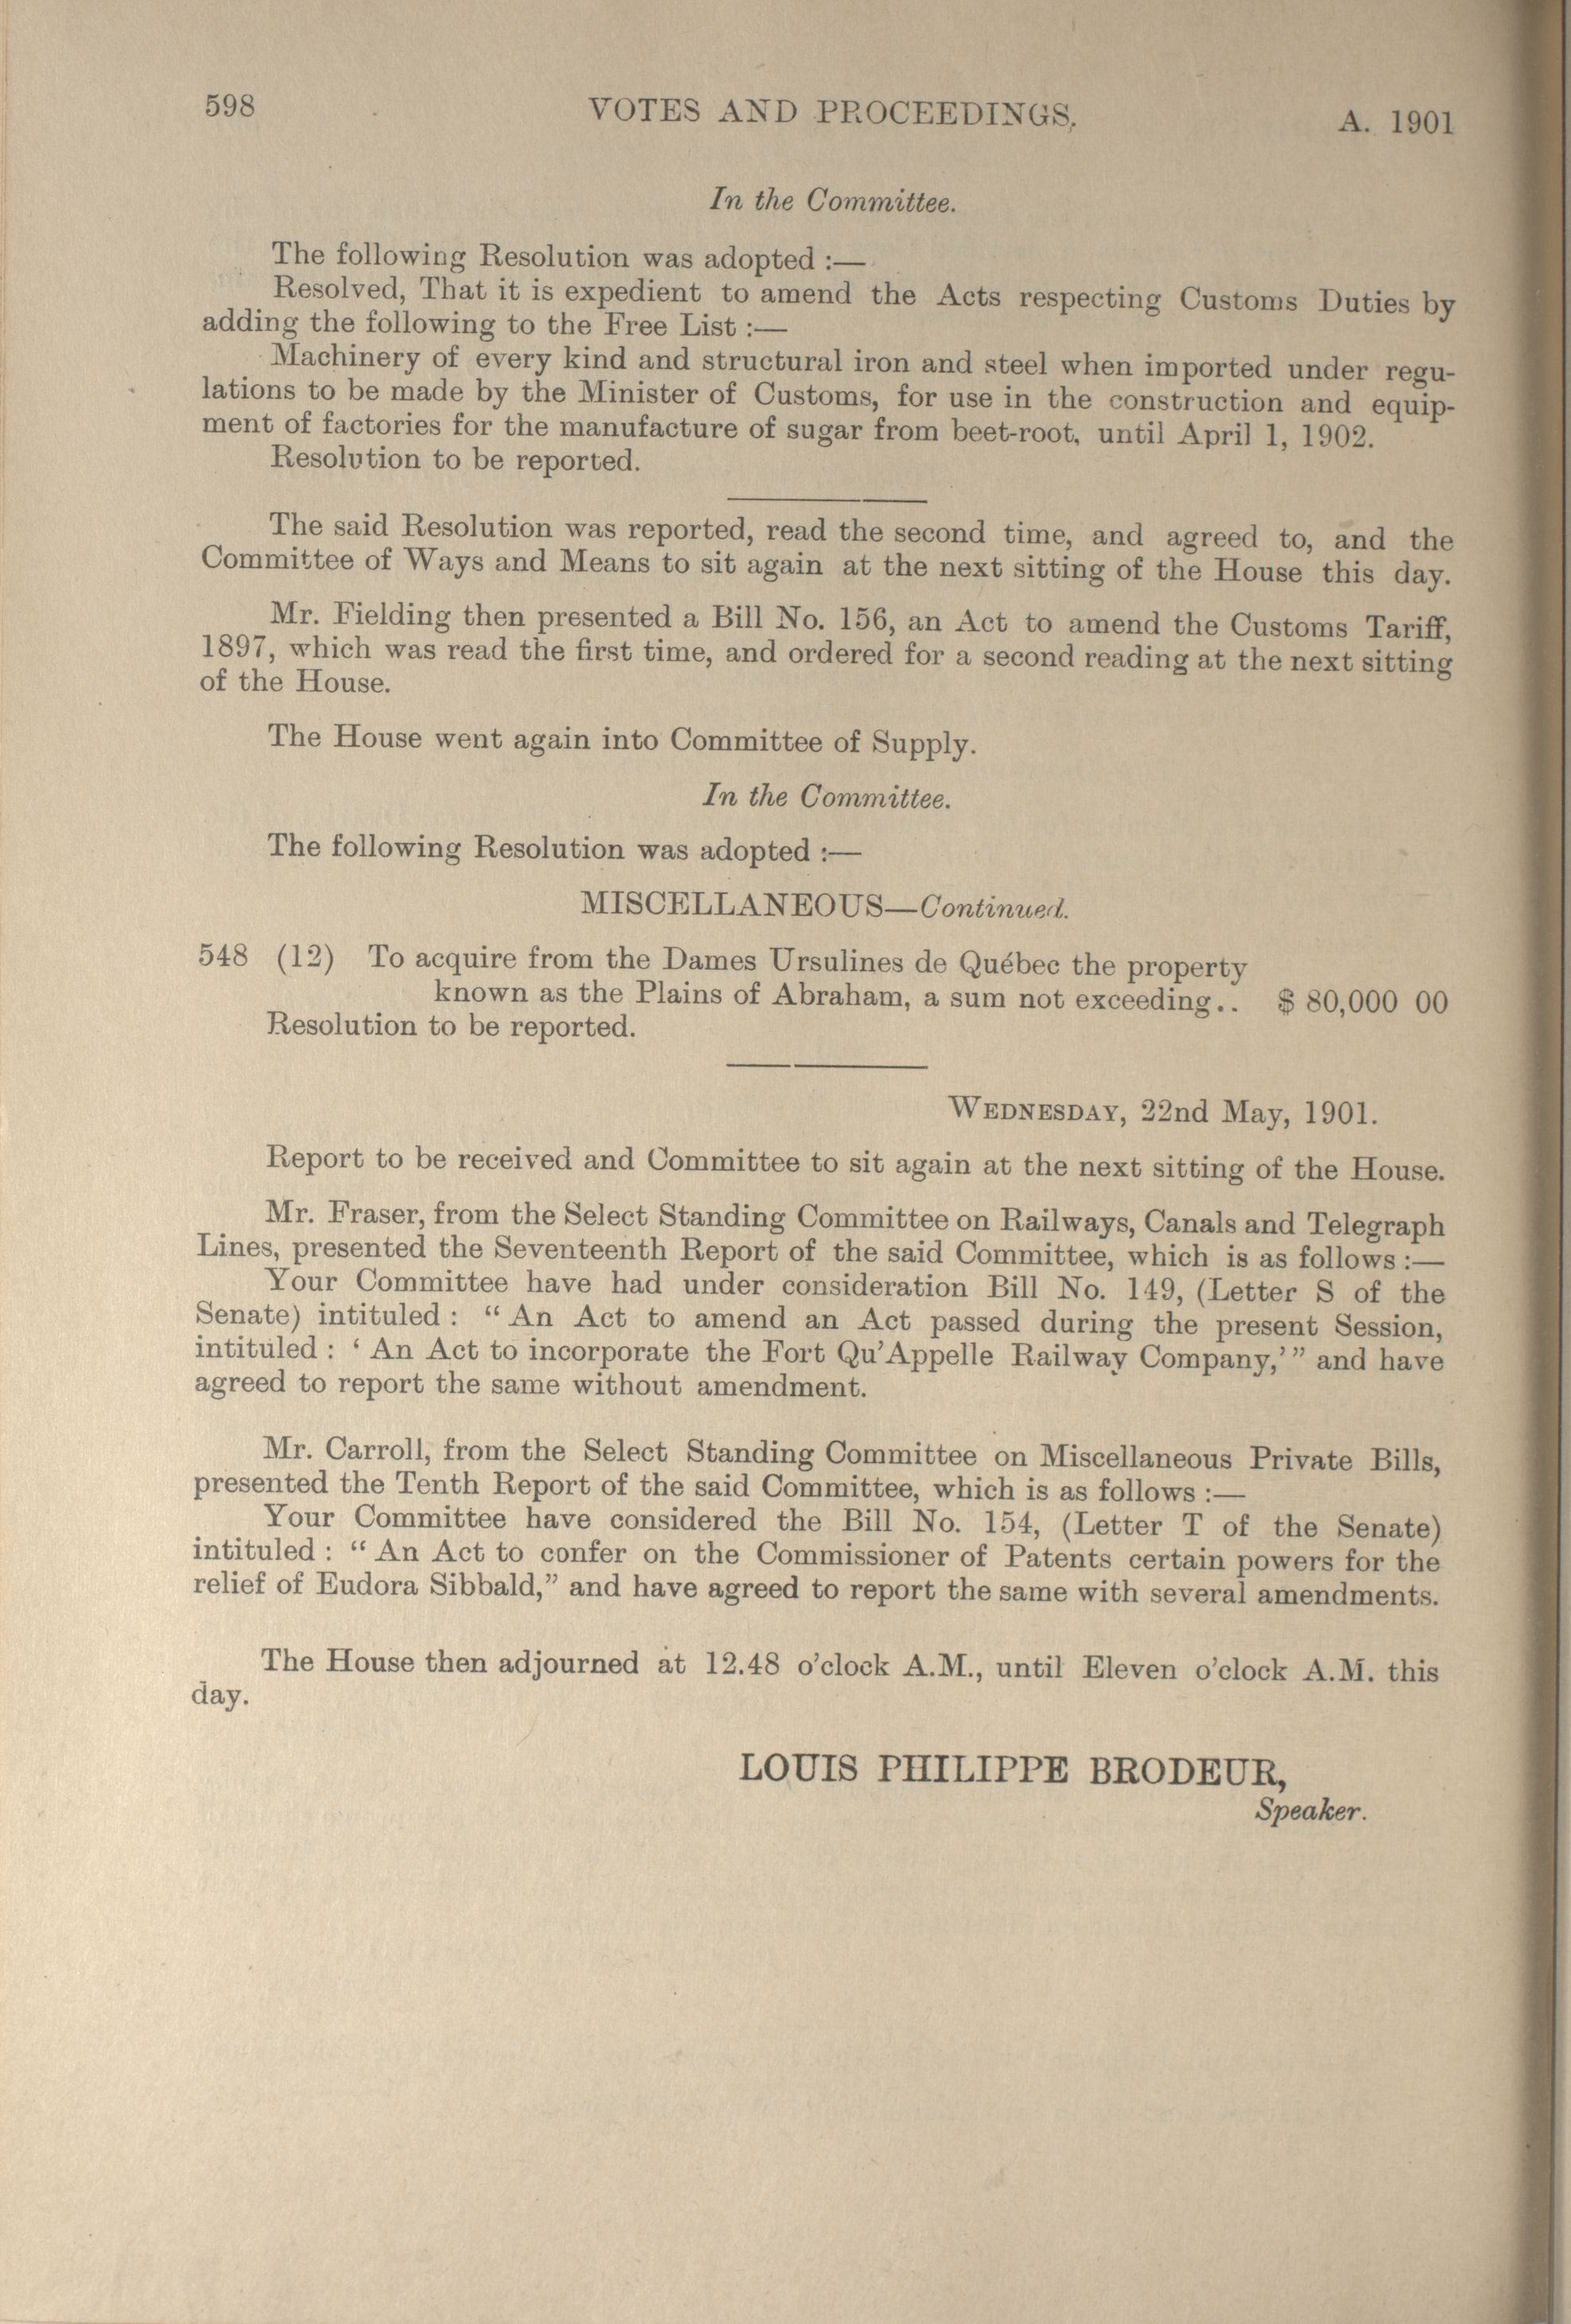 598
VOTES AND PROCEEDINGS.
A. 1901
In the Committee.
The following Resolution was adopted :—
Resolved, That it is expedient to amend the Acts respecting Customs Duties by
adding the following to the Free List :—
Machinery of every kind and structural iron and steel when imported under regu-
lations to be made by the Minister of Customs, for use in the construction and equip-
ment of factories for the manufacture of sugar from beet-root, until April 1, 1902.
Resolution to be reported.
The said Resolution was reported, read the second time, and agreed to, and the
Committee of Ways and Means to sit again at the next sitting of the House this day.
Mr. Fielding then presented a Bill No. 156, an Act to amend the Customs Tariff,
1897, which was read the first time, and ordered for a second reading at the next sitting
of the House.
The House went again into Committee of Supply.
In the Committee.
The following Resolution was adopted :—
MISCELLANEOUS—Continued.
548 (12) To acquire from the Dames Ursulines de Québec the property
known as the Plains of Abraham, a sum not exceeding.. $ 80,000 00
Resolution to be reported.
WEDNESDAY, 22nd May, 1901.
Report to be received and Committee to sit again at the next sitting of the House.
Mr. Fraser, from the Select Standing Committee on Railways, Canals and Telegraph
Lines, presented the Seventeenth Report of the said Committee, which is as follows :—
Your Committee have had under consideration Bill No. 149, (Letter S of the
Senate) intituled : “ An Act to amend an Act passed during the present Session,
intituled : ‘ An Act to incorporate the Fort Qu’Appelle Railway Company,’ ” and have
agreed to report the same without amendment.
Mr. Carroll, from the Select Standing Committee on Miscellaneous Private Bills,
presented the Tenth Report of the said Committee, which is as follows :—
Your Committee have considered the Bill No. 154, (Letter T of the Senate)
intituled : “ An Act to confer on the Commissioner of Patents certain powers for the
relief of Eudora Sibbald,” and have agreed to report the same with several amendments.
The House then adjourned at 12.48 o’clock A.M., until Eleven o’clock A.M. this
day.
LOUIS PHILIPPE BRODEUR,
Speaker.